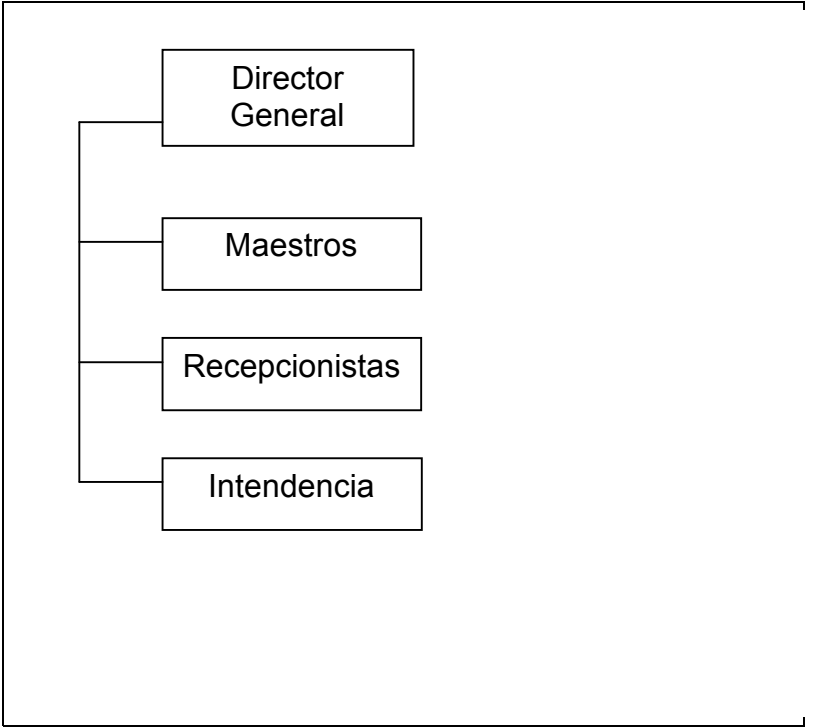 Director
General
Maestros
Recepcionistas
Intendencia